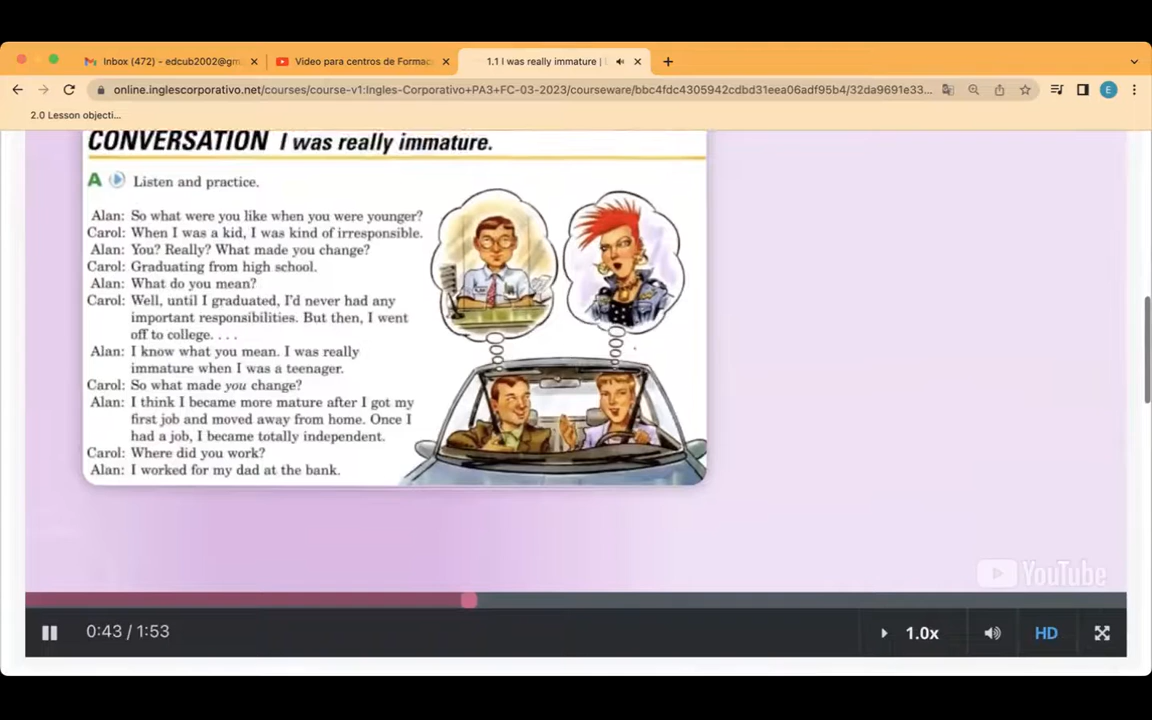 Inbox (472) - edcub2002@gm
Video para centros de Formac
1.1 I was really immature |
online.inglescorporativo.net/courses/course-v1:Ingles-Corporativo+PA3+FC-03-2023/courseware/bbc4fdc4305942cdbd31eea06adf95b4/32da9691e33...
E
2.0 Lesson objecti...
CONVERSATION I was really immature.
A Listen and practice.
Alan: So what were you like when you were younger?
Carol: When I was a kid, I was kind of irresponsible.
Alan: You? Really? What made you change?
Carol: Graduating from high school.
Alan: What do you mean?
Carol: Well, until I graduated, I'd never had any
important responsibilities. But then, I went
off to college. . . .
Alan: I know what you mean. I was really
immature when I was a teenager.
Carol: So what made you change?
Alan: I think I became more mature after I got my
first job and moved away from home. Once I
had a job, I became totally independent.
Carol: Where did you work?
Alan: I worked for my dad at the bank.
YouTube
0:43 / 1:53
1.0x
HD